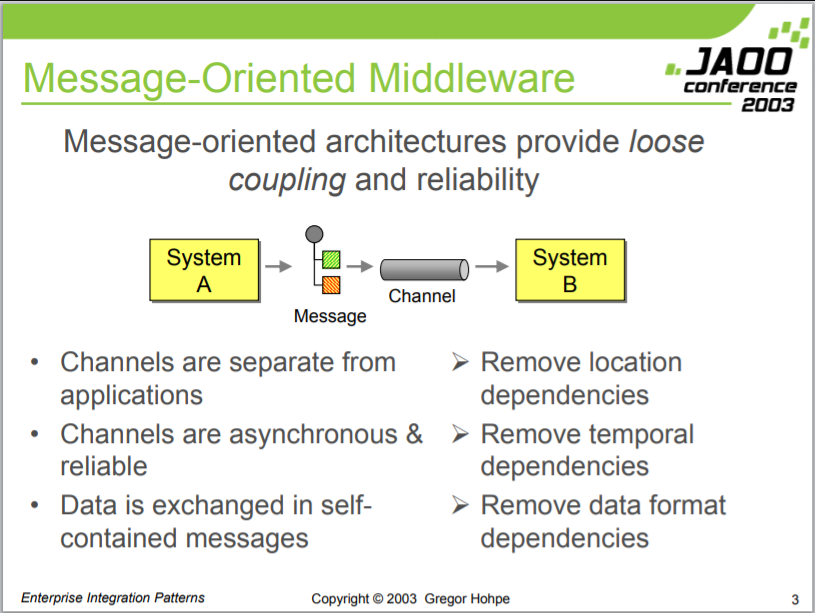 Message-Oriented Middleware
JAOO
conference
2003
Message-oriented architectures provide loose
coupling and reliability
System
A
Message
Channel
System
B
• Channels are separate from
applications
➢ Remove location
dependencies
• Channels are asynchronous &
reliable
➢ Remove temporal
dependencies
• Data is exchanged in self-
contained messages
➢ Remove data format
dependencies
Enterprise Integration Patterns
Copyright © 2003 Gregor Hohpe
3